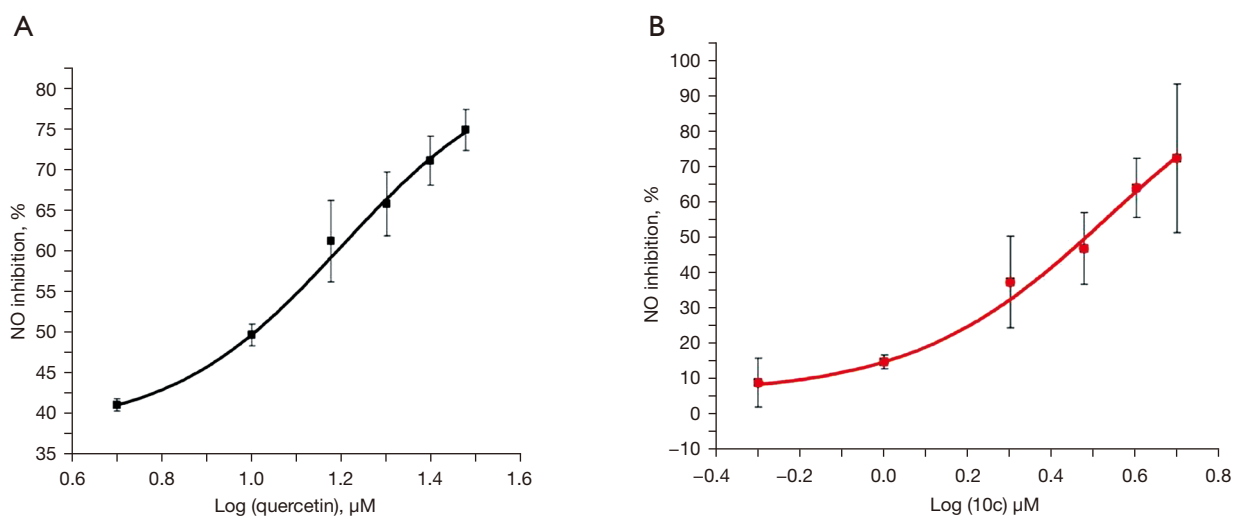 A
80
75
70
65
60
55
50
45
40
35
NO inhibition, %
0.6 1.0 1.2 1.4 1.6
Log (quercetin), µM
B
100
90
80
70
60
50
40
30
20
10
0
−10
NO inhibition, %
−0.4 −0.2 0.0 0.2 0.4 0.6 0.8
Log (10c) µM